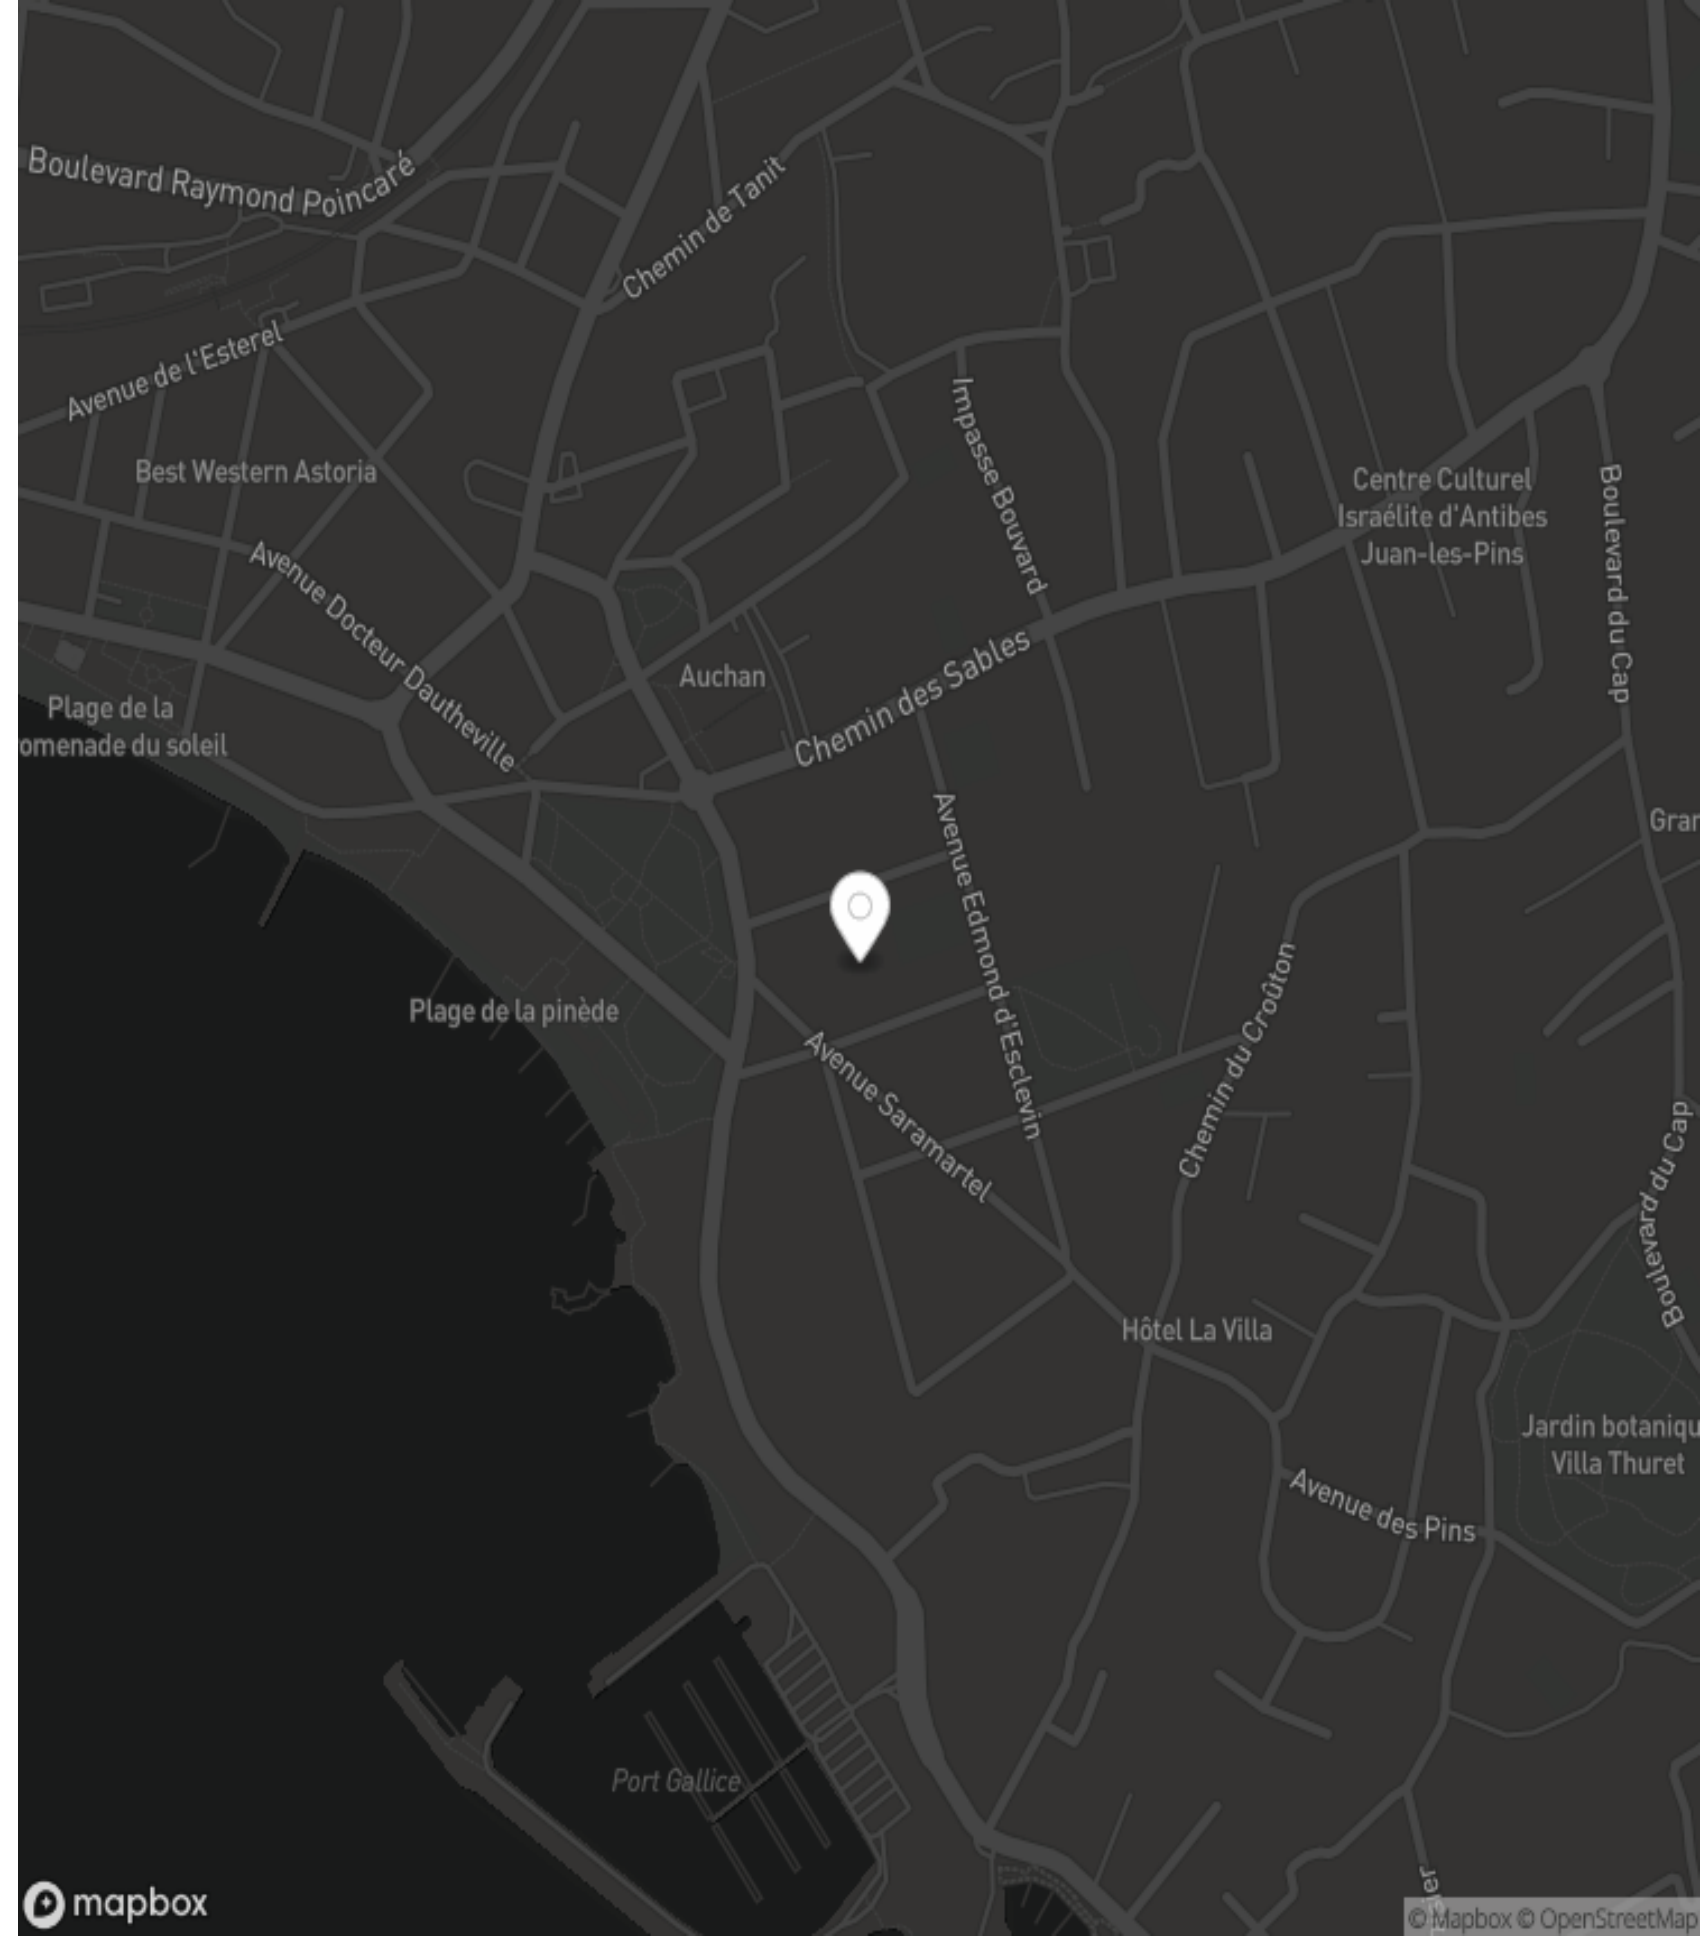 Boulevard Raymond Poincaré
Chemin de Tanit
Avenue de l'Esterel
Best Western Astoria
Impasse Bouvard
Centre Culturel
Israélite d'Antibes
Juan-les-Pins
Boulevard du Cap
Avenue Docteur Dautheville
Auchan
Chemin des Sables
Plage de la
omenade du soleil
Avenue Edmond d'Esclevin
Gran
Plage de la pinède
Chemin du Croûton
Avenue Saramartel
Boulevard du Cap
Hôtel La Villa
Jardin botaniqu
Villa Thuret
Avenue des Pins
Port Gallice
mapbox
© Mapbox © OpenStreetMap